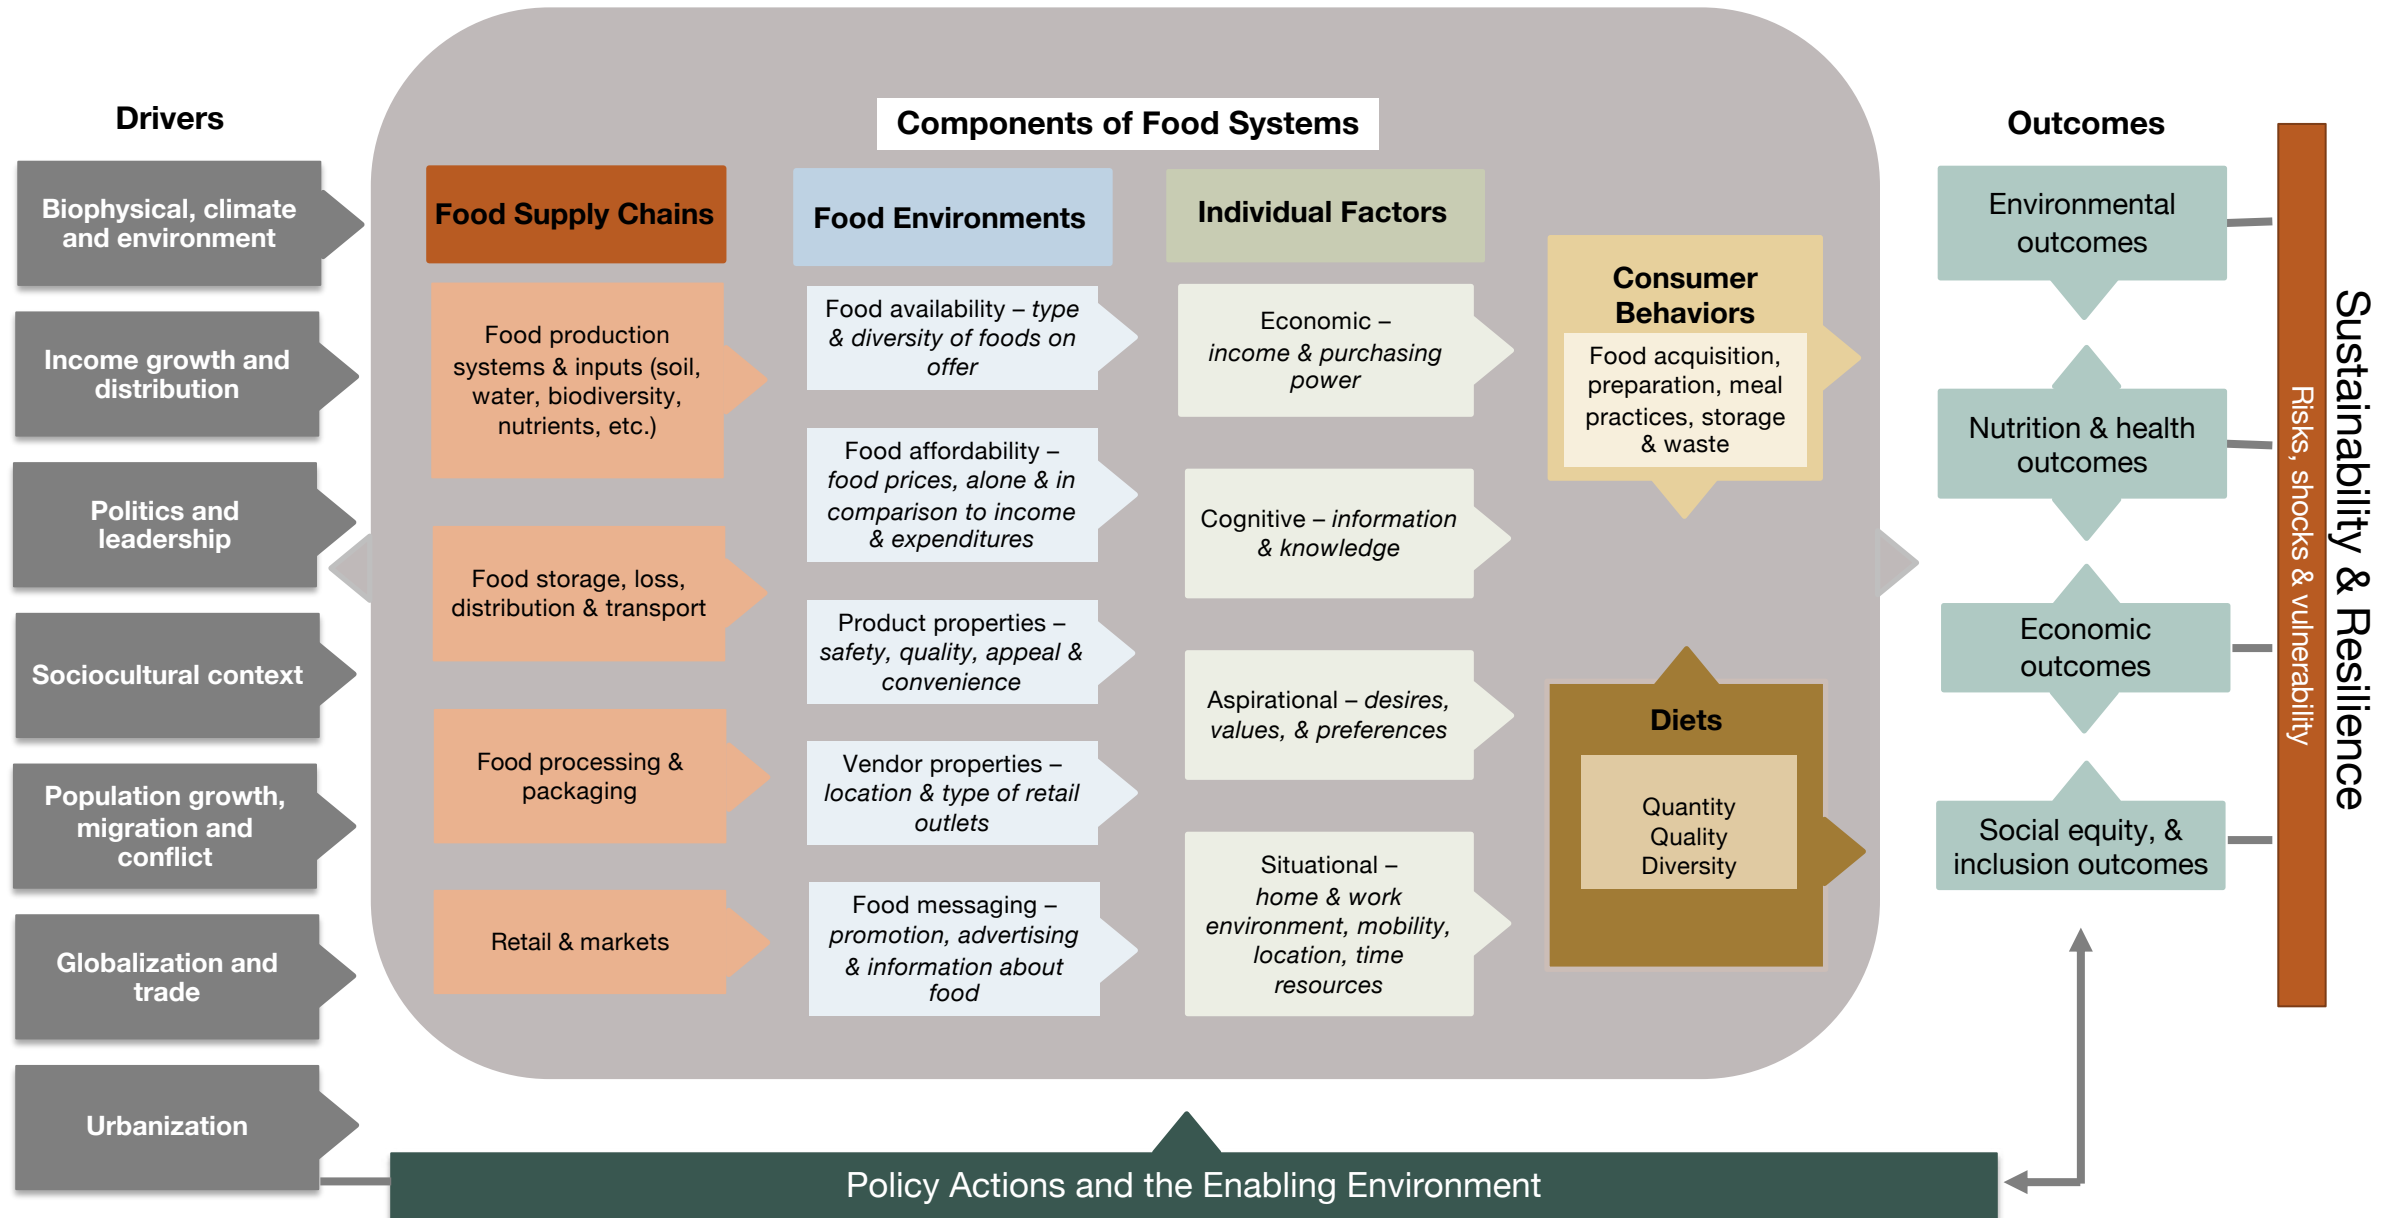 Drivers
Biophysical, climate
and environment
Income growth and
distribution
Politics and
leadership
Sociocultural context
Population growth,
migration and
conflict
Globalization and
trade
Urbanization
Components of Food Systems
Food Supply Chains
Food production
systems & inputs (soil,
water, biodiversity,
nutrients, etc.)
Food storage, loss,
distribution & transport
Food processing &
packaging
Retail & markets
Food Environments
Food availability – type
& diversity of foods on
offer
Food affordability –
food prices, alone & in
comparison to income
& expenditures
Product properties –
safety, quality, appeal &
convenience
Vendor properties –
location & type of retail
outlets
Food messaging –
promotion, advertising
& information about
food
Individual Factors
Economic –
income & purchasing
power
Cognitive – information
& knowledge
Aspirational – desires,
values, & preferences
Situational –
home & work
environment, mobility,
location, time
resources
Consumer
Behaviors
Food acquisition,
preparation, meal
practices, storage
& waste
Diets
Quantity
Quality
Diversity
Outcomes
Environmental
outcomes
Nutrition & health
outcomes
Economic
outcomes
Social equity, &
inclusion outcomes
Risks, shocks & vulnerability
Sustainability & Resilience
Policy Actions and the Enabling Environment